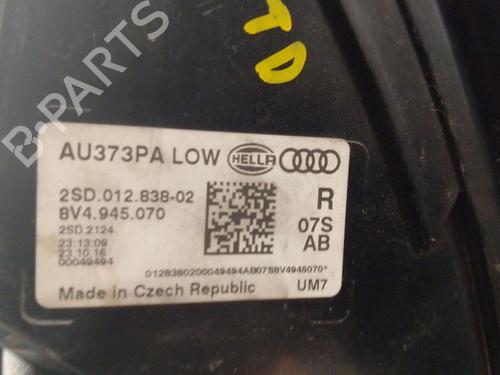 TD
B-PARTS
AU373PA LOW HELLA
2SD.012.838-02 R
8V4.945.070 07S
2SD.2124 AB
23:13:09
23.10.16
00049494
0128380200049494AB07S8V4945070*
Made in Czech Republic UM7